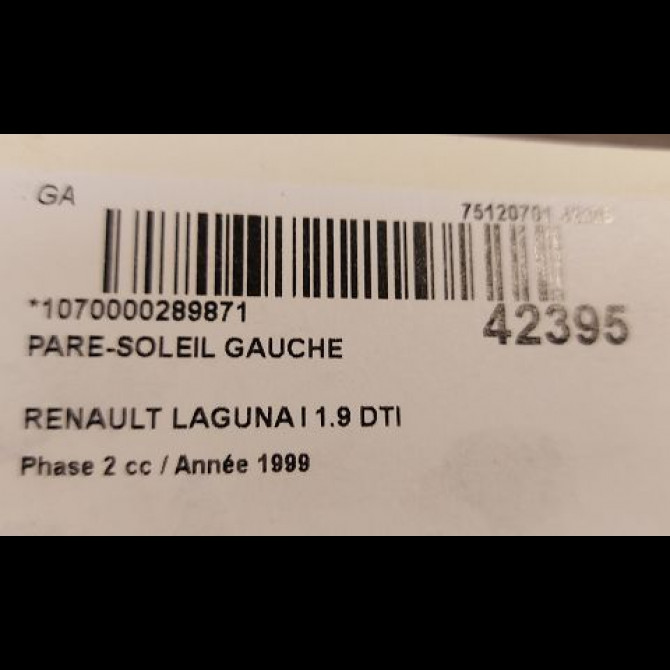 GA
75120701
*1070000289871
42395
PARE-SOLEIL GAUCHE
RENAULT LAGUNA I 1.9 DTI
Phase 2 cc / Année 1999